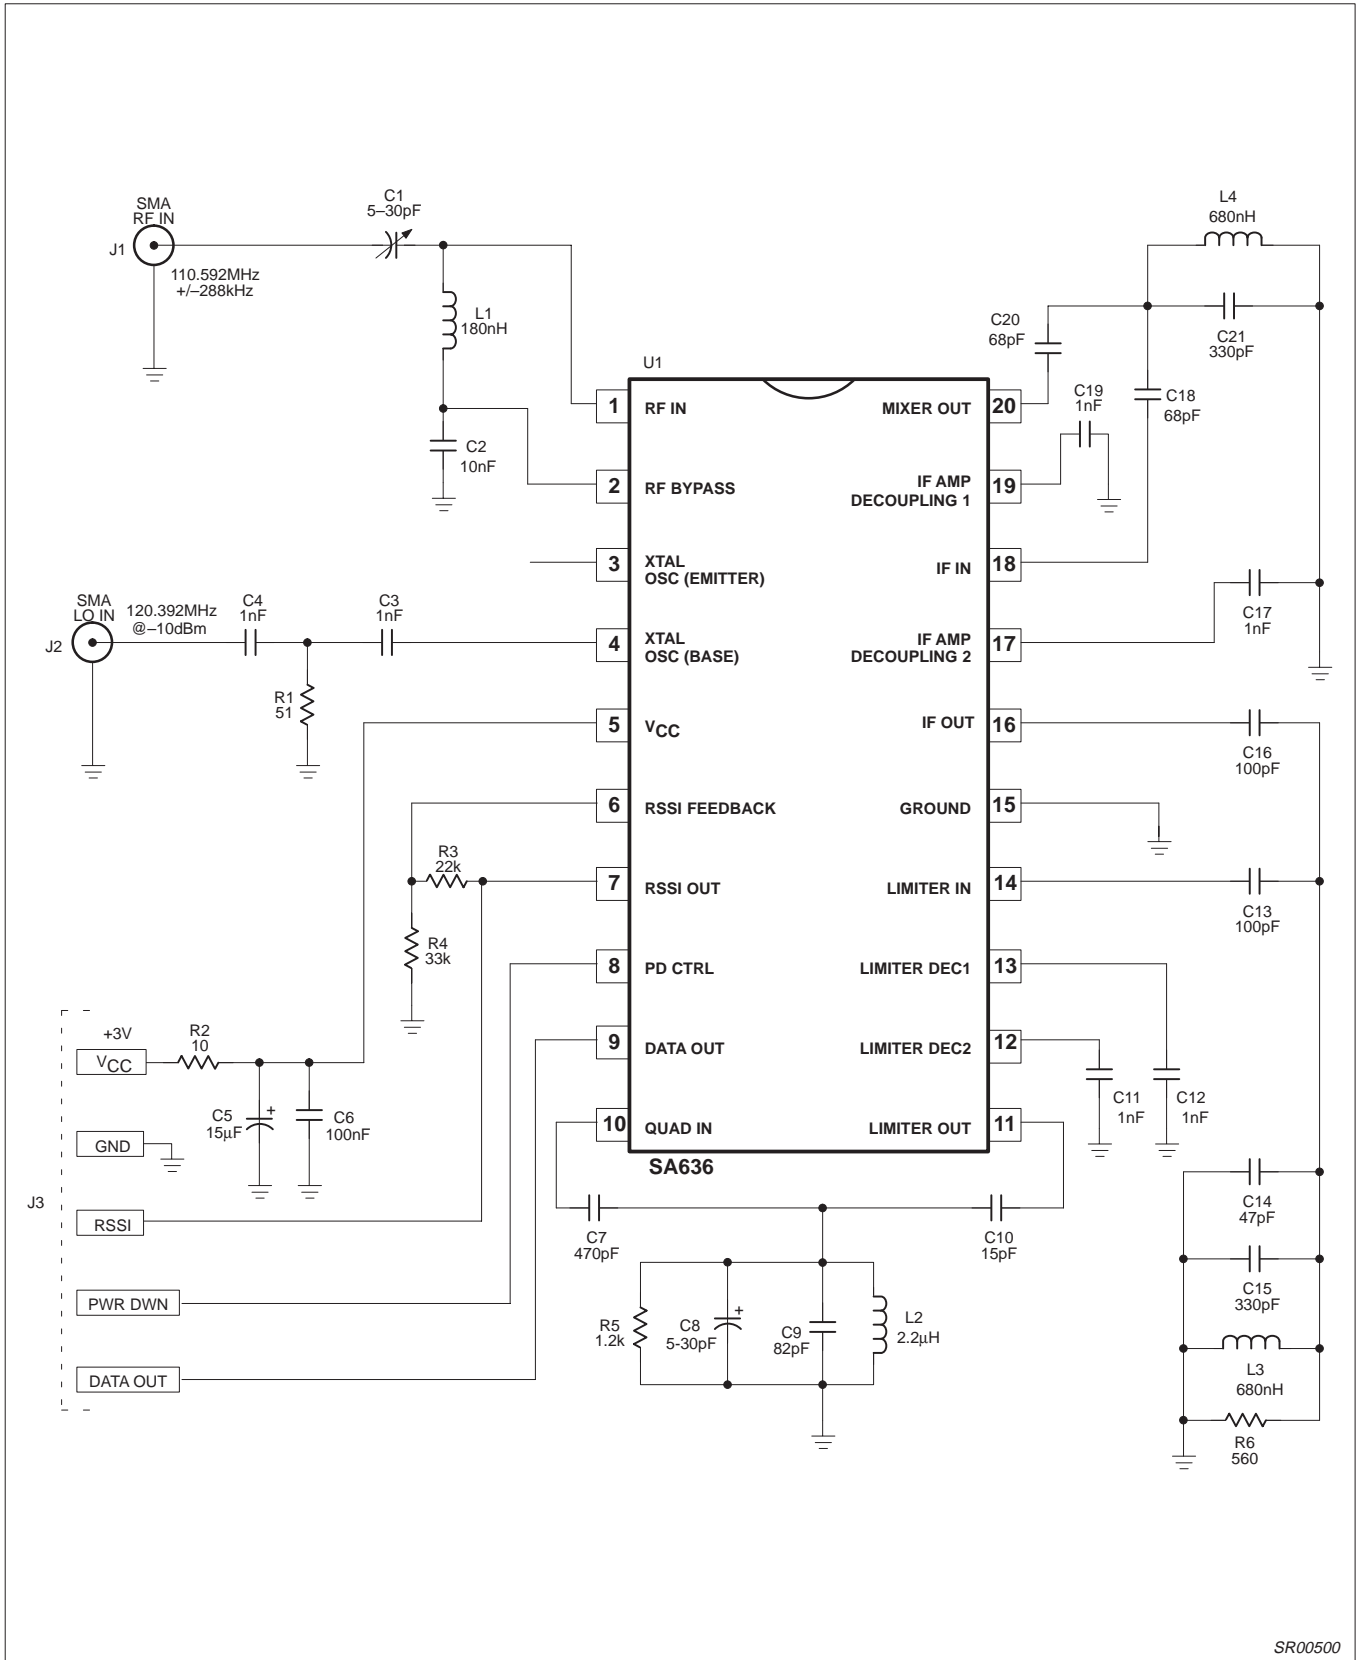 SMA
RF IN
J1
110.592MHz
+/–288kHz
C1
5–30pF
L1
180nH
C2
10nF
L4
680nH
C21
330pF
C20
68pF
C19
1nF
C18
68pF
U1
1 RF IN
MIXER OUT 20
2 RF BYPASS
IF AMP
DECOUPLING 1 19
3 XTAL
OSC (EMITTER)
IF IN 18
4 XTAL
OSC (BASE)
IF AMP
DECOUPLING 2 17
5 VCC
IF OUT 16
6 RSSI FEEDBACK
GROUND 15
7 RSSI OUT
LIMITER IN 14
8 PD CTRL
LIMITER DEC1 13
9 DATA OUT
LIMITER DEC2 12
10 QUAD IN
LIMITER OUT 11
SA636
SMA
LO IN
J2
120.392MHz
@–10dBm
C4
1nF
C3
1nF
R1
51
C17
1nF
C16
100pF
C13
100pF
R3
22k
R4
33k
J3
+3V
VCC
R2
10
C5
15µF
+
C6
100nF
GND
RSSI
PWR DWN
DATA OUT
C11
1nF
C12
1nF
C7
470pF
C10
15pF
R5
1.2k
C8
5-30pF
+
C9
82pF
L2
2.2µH
C14
47pF
C15
330pF
L3
680nH
R6
560
SR00500